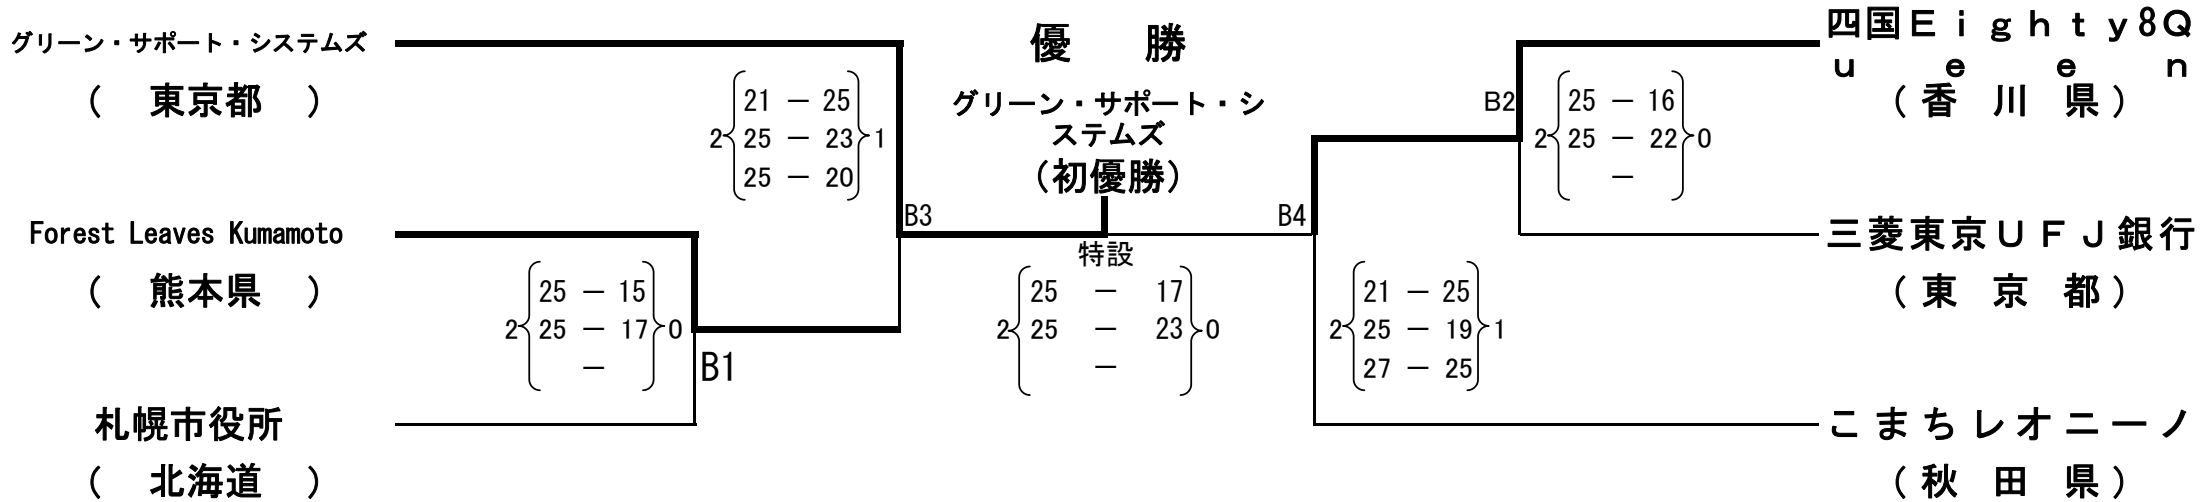 グリーン・サポート・システムズ
（　東京都　）
Forest Leaves Kumamoto
（　熊本県　）
札幌市役所
（　北海道　）
21 － 25
2 25 － 23 1
25 － 20
B3
25 － 15
2 25 － 17 0
－
B1
優　勝
グリーン・サポート・シ
ステムズ
（初優勝）
特設
25 － 17
2 25 － 23 0
－
B2
25 － 16
2 25 － 22 0
－
B4
21 － 25
2 25 － 19 1
27 － 25
四国Ｅｉｇｈｔｙ8Ｑ
ｕｅｅｎ
（香川県）
三菱東京ＵＦＪ銀行
（東京都）
こまちレオニーノ
（秋田県）